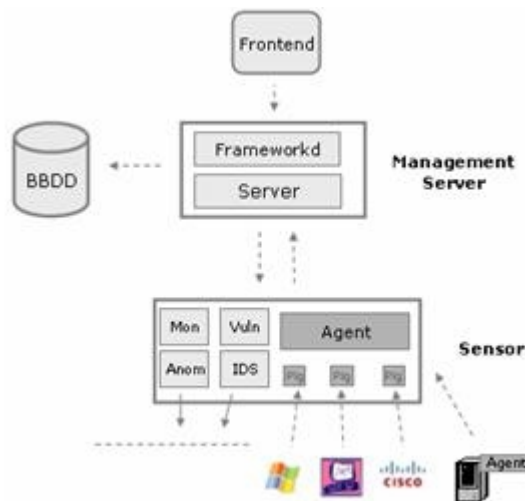 Frontend
Frameworkd
BBDD
Server
Management
Server
Mon
Vuln
Agent
Anom
IDS
Plg
Plg
Plg
Sensor
CISCO
Agent